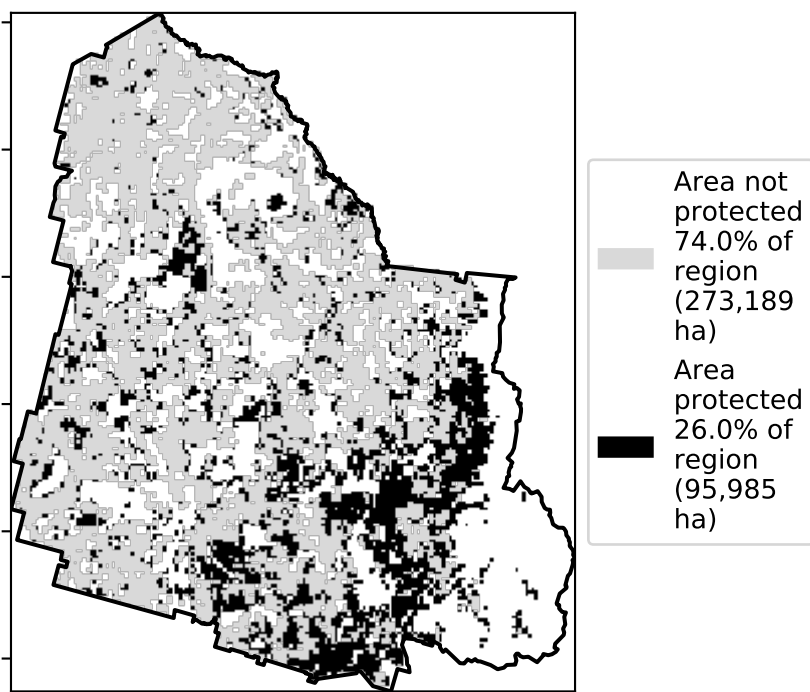 Area not
protected
74.0% of
region
(273,189
ha)
Area
protected
26.0% of
region
(95,985
ha)